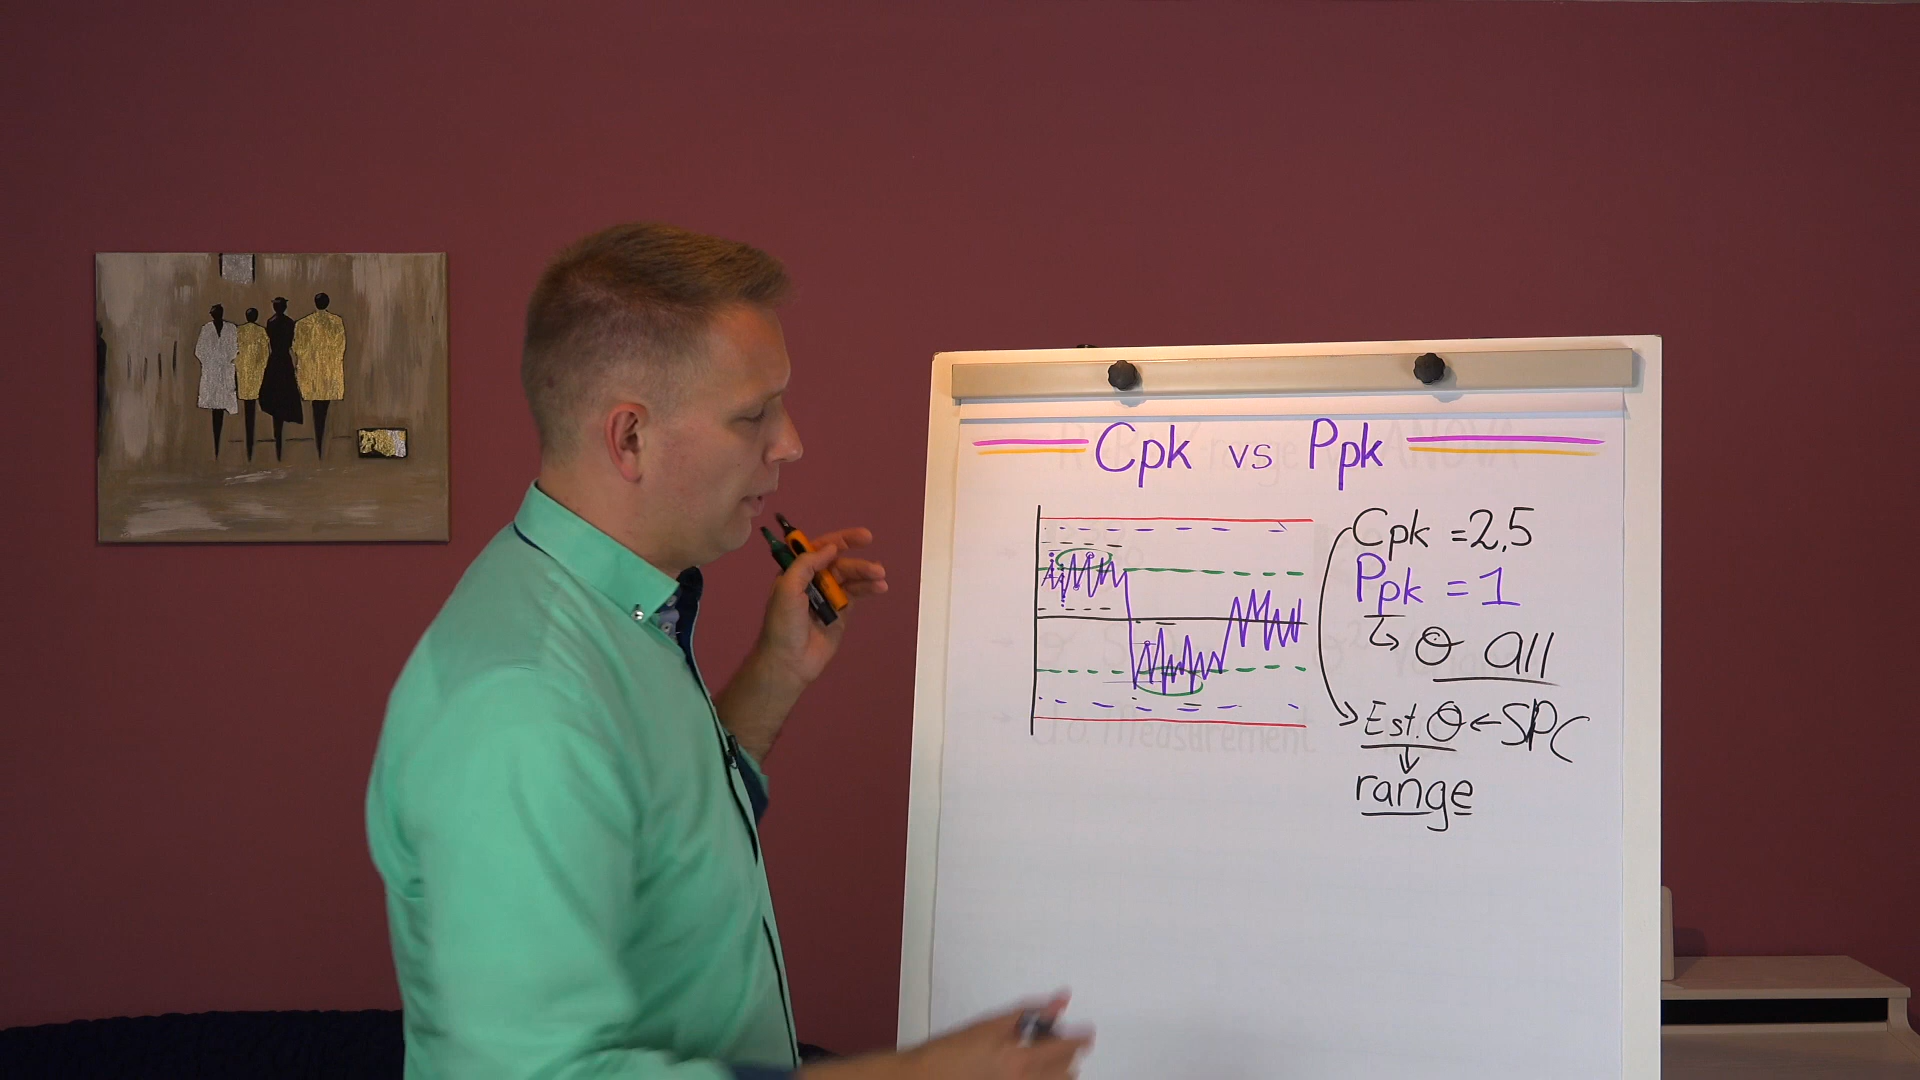 Cpk vs Ppk
Cpk = 2,5
Ppk = 1
↳ σ all
Est. σ ← SPC
range